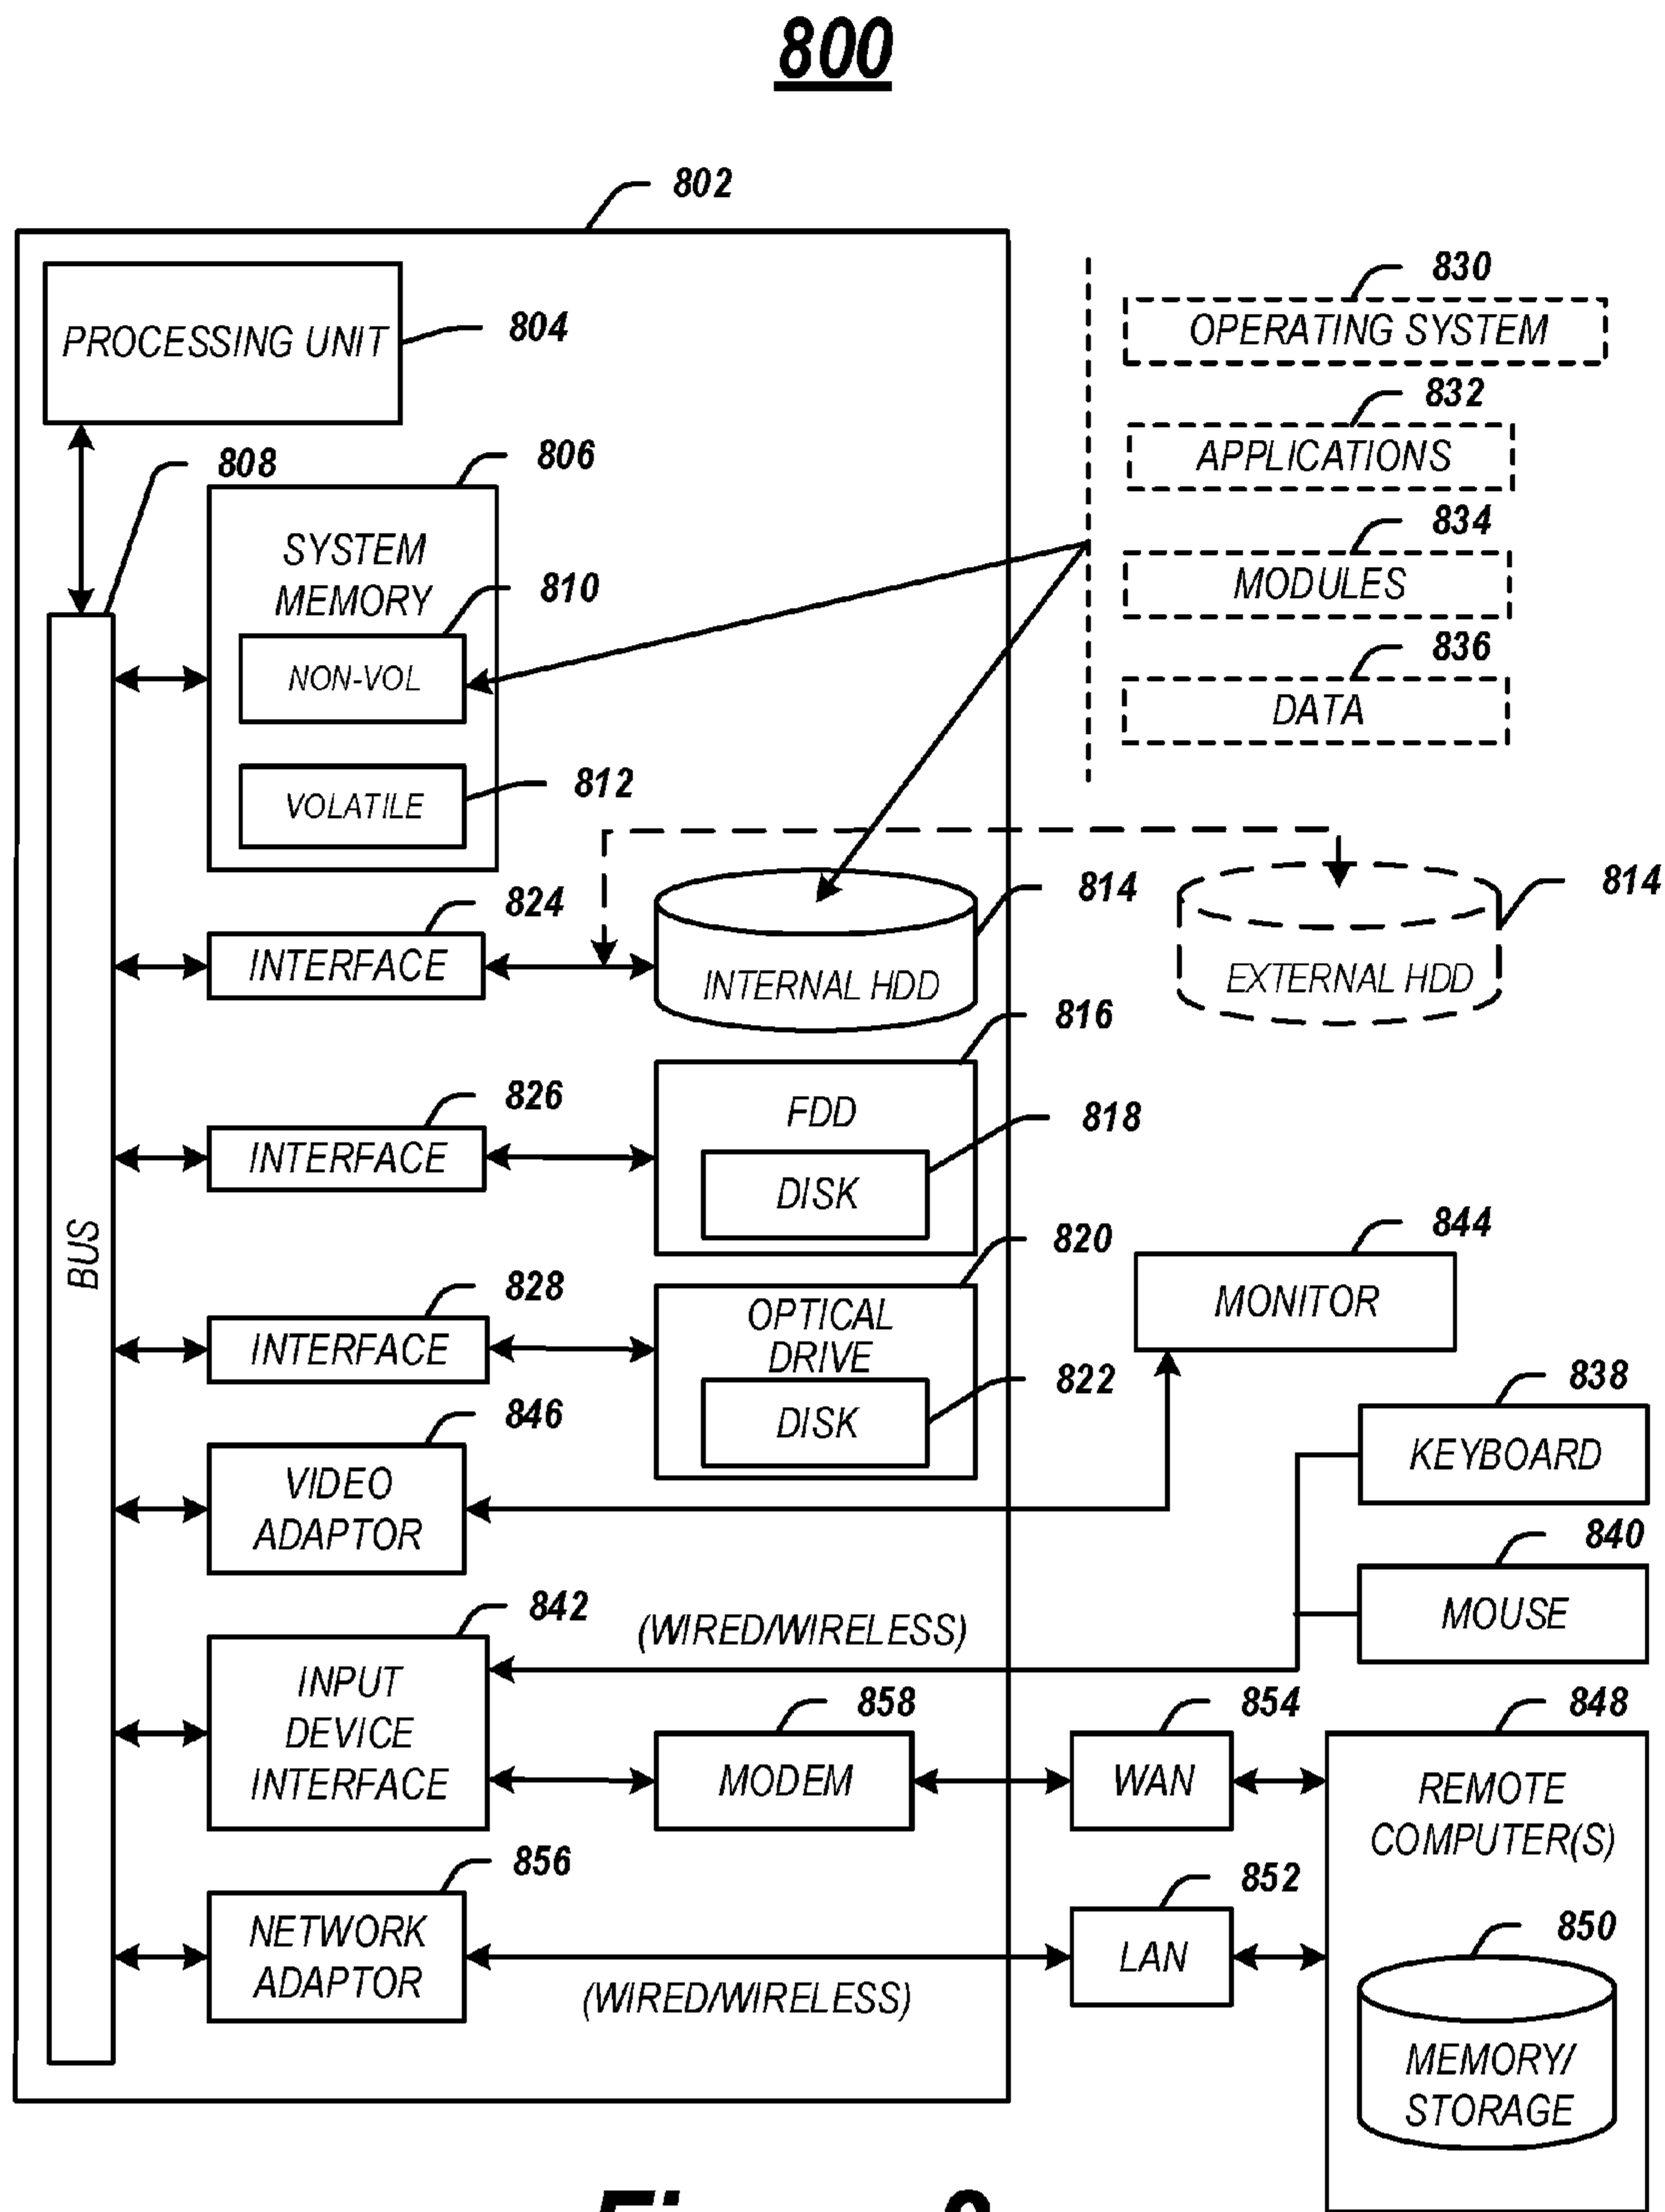 800
802
PROCESSING UNIT
804
830
OPERATING SYSTEM
832
APPLICATIONS
834
MODULES
836
DATA
808
806
SYSTEM
MEMORY
810
NON-VOL
812
VOLATILE
BUS
824
INTERFACE
814
INTERNAL HDD
814
EXTERNAL HDD
826
INTERFACE
816
FDD
818
DISK
828
INTERFACE
820
OPTICAL
DRIVE
822
DISK
844
MONITOR
846
VIDEO
ADAPTOR
838
KEYBOARD
840
MOUSE
842
INPUT
DEVICE
INTERFACE
(WIRED/WIRELESS)
858
MODEM
854
WAN
848
REMOTE
COMPUTER(S)
856
NETWORK
ADAPTOR
(WIRED/WIRELESS)
852
LAN
850
MEMORY/
STORAGE